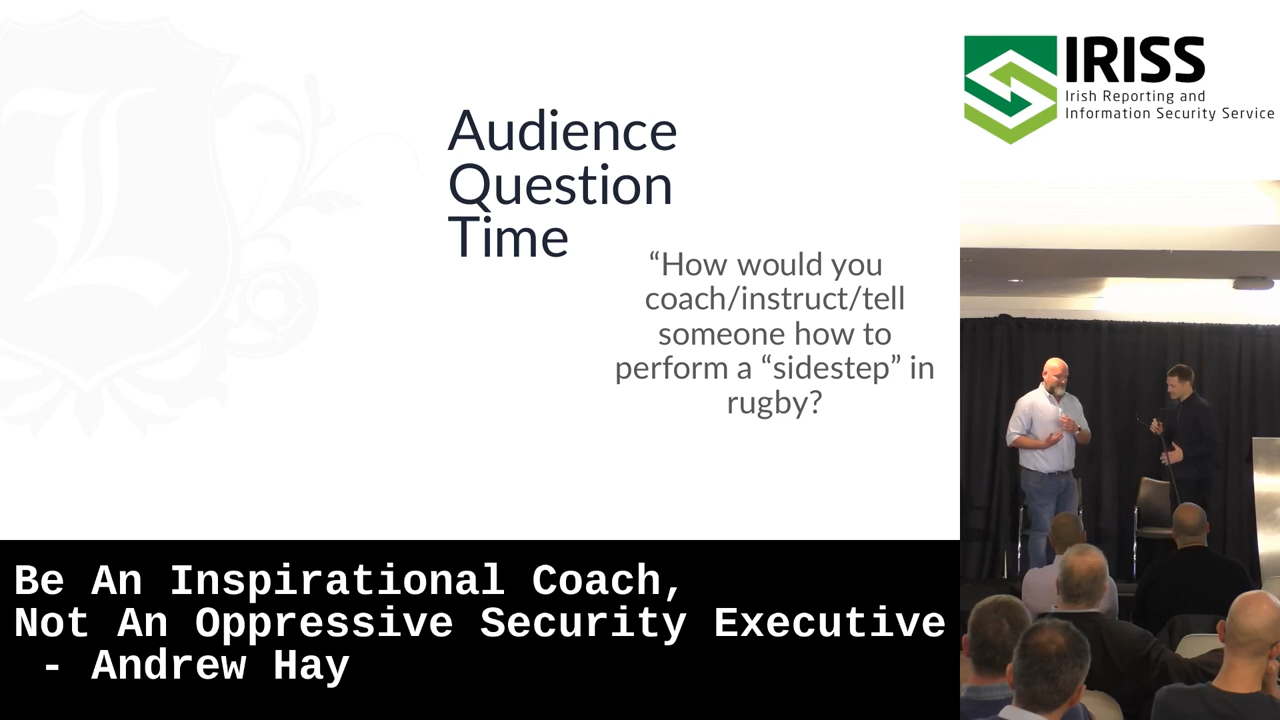 Audience
Question
Time
“How would you
coach/instruct/tell
someone how to
perform a “sidestep” in
rugby?
IRISS
Irish Reporting and
Information Security Service
Be An Inspirational Coach,
Not An Oppressive Security Executive
- Andrew Hay
L